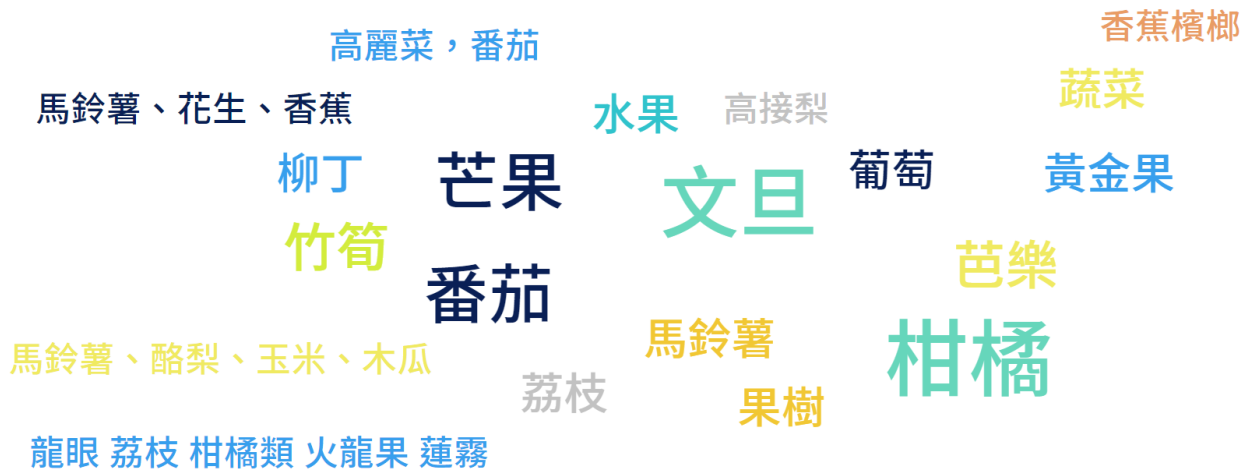 香蕉檳榔
高麗菜，番茄
蔬菜
馬鈴薯、花生、香蕉
水果
高接梨
柳丁
芒果
文旦
葡萄
黃金果
竹筍
番茄
芭樂
馬鈴薯
馬鈴薯、酪梨、玉米、木瓜
柑橘
荔枝
果樹
龍眼 荔枝 柑橘類 火龍果 蓮霧